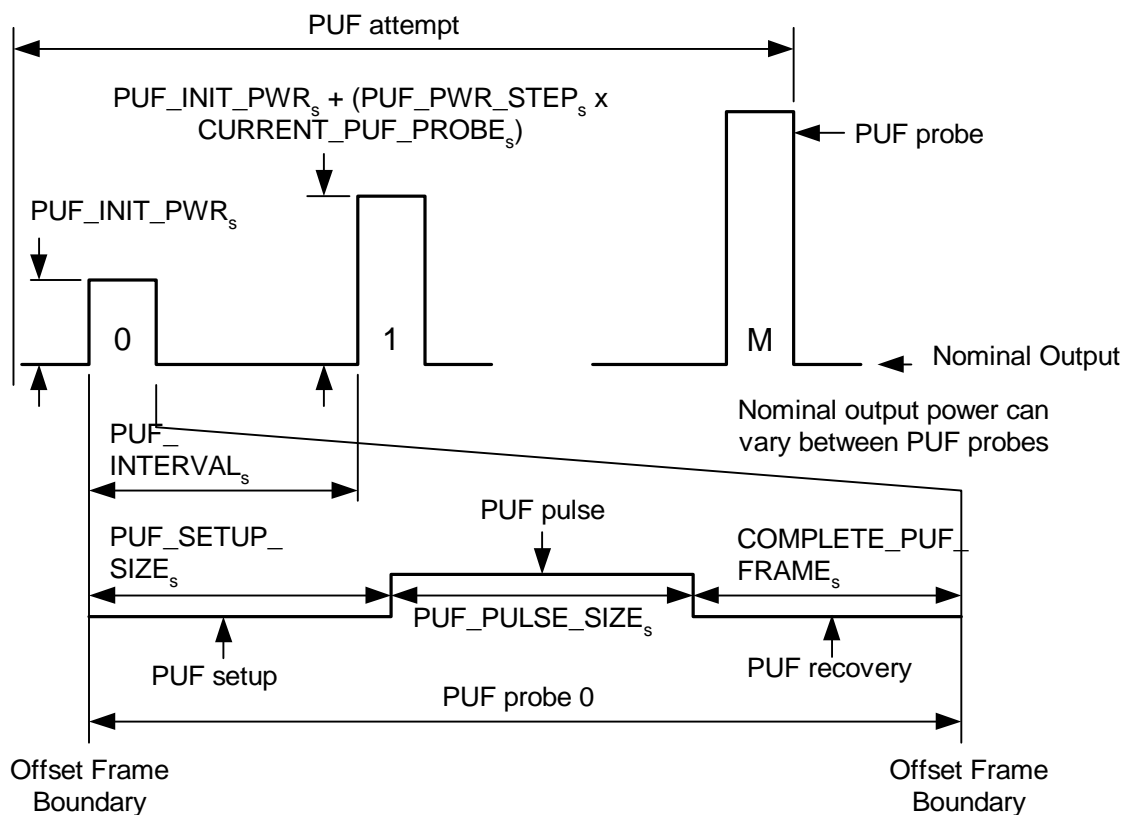 PUF attempt
PUF_INIT_PWRs + (PUF_PWR_STEPs x
CURRENT_PUF_PROBEs)
PUF probe
PUF_INIT_PWRs
0
1
M
Nominal Output
Nominal output power can
vary between PUF probes
PUF_
INTERVALs
PUF pulse
PUF_SETUP_
SIZEs
COMPLETE_PUF_
FRAMEs
PUF_PULSE_SIZEs
PUF setup
PUF recovery
PUF probe 0
Offset Frame
Boundary
Offset Frame
Boundary